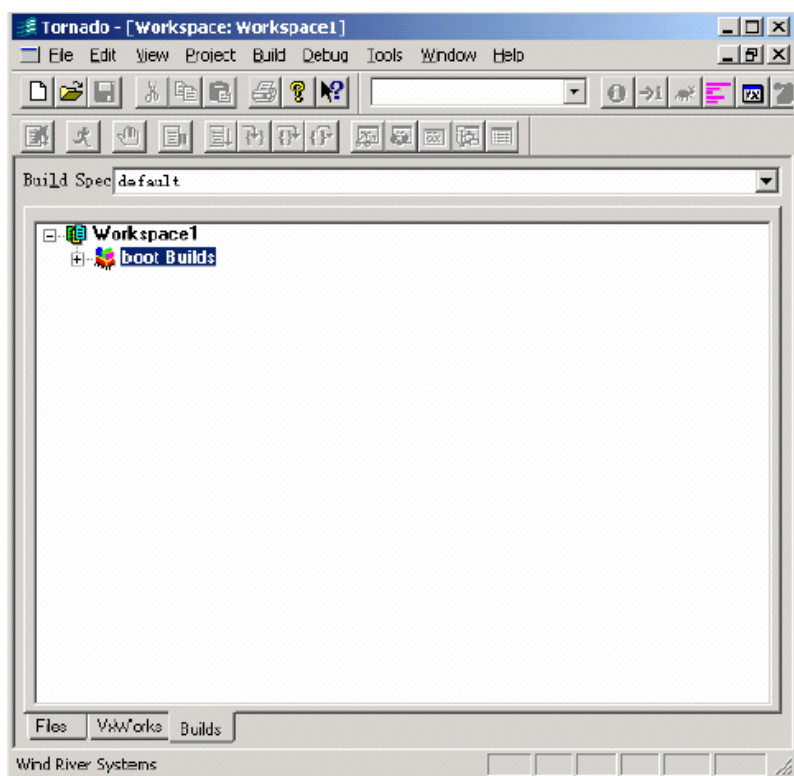 Tornado - [Workspace: Workspace1]
File Edit View Project Build Debug Tools Window Help
Build Spec default
Workspace1
boot Builds
Files VxWorks Builds
Wind River Systems